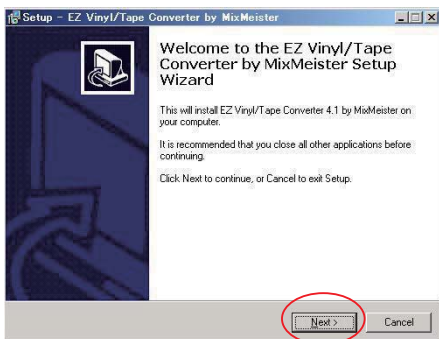 Setup - EZ Vinyl/Tape Converter by MixMeister
Welcome to the EZ Vinyl/Tape
Converter by MixMeister Setup
Wizard
This will install EZ Vinyl/Tape Converter 4.1 by MixMeister on
your computer.
It is recommended that you close all other applications before
continuing.
Click Next to continue, or Cancel to exit Setup.
Next >
Cancel